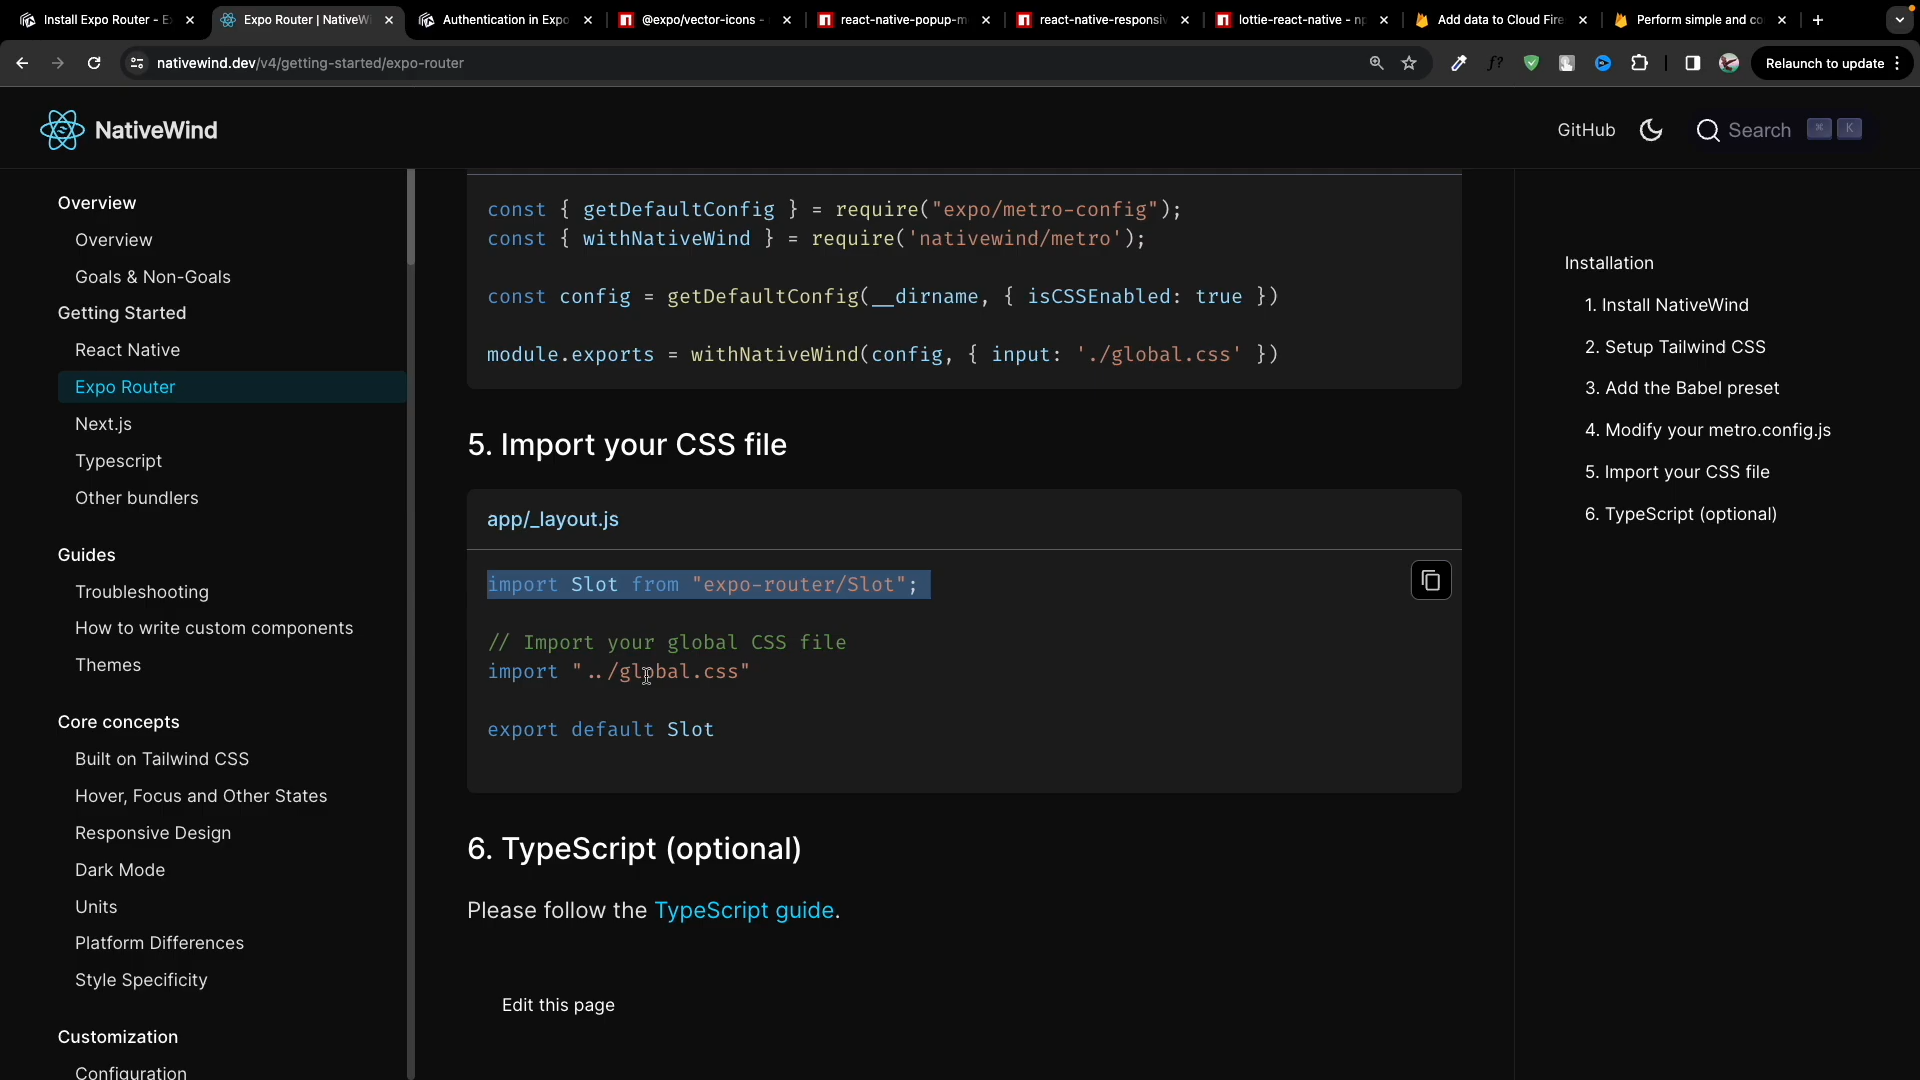 Install Expo Router - E
Expo Router | NativeWi
Authentication in Expo
@expo/vector-icons -
react-native-popup-m
react-native-responsiv
lottie-react-native - np
Add data to Cloud Fire
Perform simple and co
nativewind.dev/v4/getting-started/expo-router
f?
Relaunch to update
NativeWind
GitHub
Search
⌘ K
Overview
Overview
Goals & Non-Goals
Getting Started
React Native
Expo Router
Next.js
Typescript
Other bundlers
Guides
Troubleshooting
How to write custom components
Themes
Core concepts
Built on Tailwind CSS
Hover, Focus and Other States
Responsive Design
Dark Mode
Units
Platform Differences
Style Specificity
Customization
Configuration
const { getDefaultConfig } = require("expo/metro-config");
const { withNativeWind } = require('nativewind/metro');
const config = getDefaultConfig(__dirname, { isCSSEnabled: true })
module.exports = withNativeWind(config, { input: './global.css' })
5. Import your CSS file
app/_layout.js
import Slot from "expo-router/Slot";
// Import your global CSS file
import "../global.css"
export default Slot
6. TypeScript (optional)
Please follow the TypeScript guide.
Edit this page
Installation
1. Install NativeWind
2. Setup Tailwind CSS
3. Add the Babel preset
4. Modify your metro.config.js
5. Import your CSS file
6. TypeScript (optional)